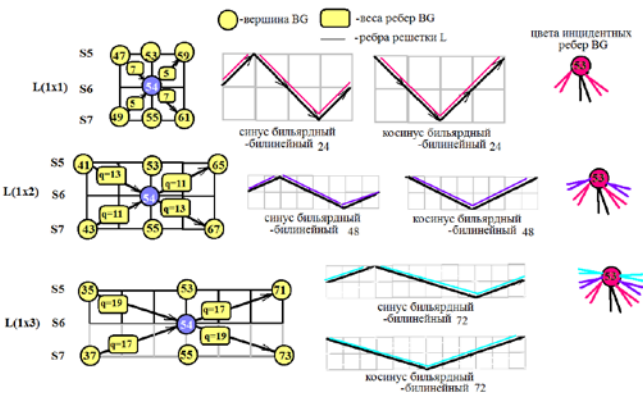 -вершина BG
-веса ребер BG
-ребра решетки L
цвета инцидентных
ребер BG
L(1x1)
S5
47
53
59
7
5
S6
54
5
7
S7
49
55
61
синус бильярдный
-билинейный 24
косинус бильярдный
-билинейный 24
53
L(1x2)
S5
41
53
65
q=13
q=11
S6
54
q=11
q=13
S7
43
55
67
синус бильярдный
-билинейный 48
косинус бильярдный
-билинейный 48
53
L(1x3)
S5
35
53
71
q=19
q=17
S6
54
q=17
q=19
S7
37
55
73
синус бильярдный
-билинейный 72
косинус бильярдный
-билинейный 72
53